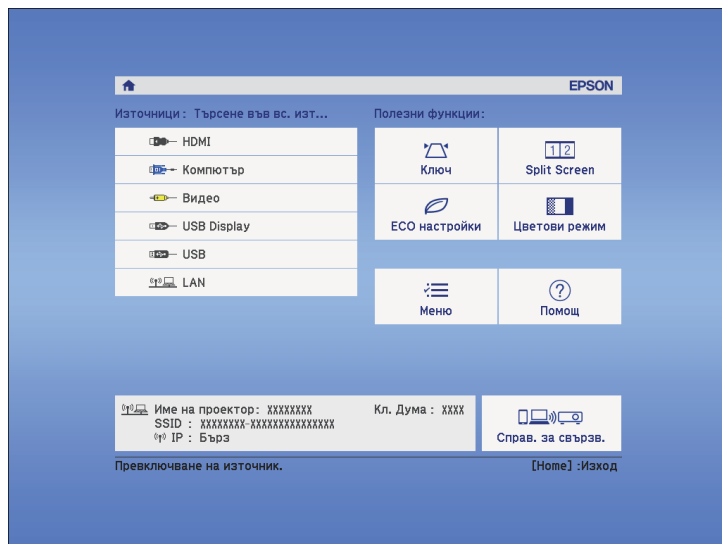 EPSON
Източници: Търсене във вс. изт...
Полезни функции:
HDMI
Компютър
Видео
USB Display
USB
LAN
Ключ
1 2
Split Screen
ECO настройки
Цветови режим
Меню
?
Помощ
Име на проектор: XXXXXXXX
Кл. Дума : XXXX
SSID : XXXXXXXX-XXXXXXXXXXXXXXX
IP : Бърз
Справ. за свързв.
Превключване на източник.
[Home] :Изход